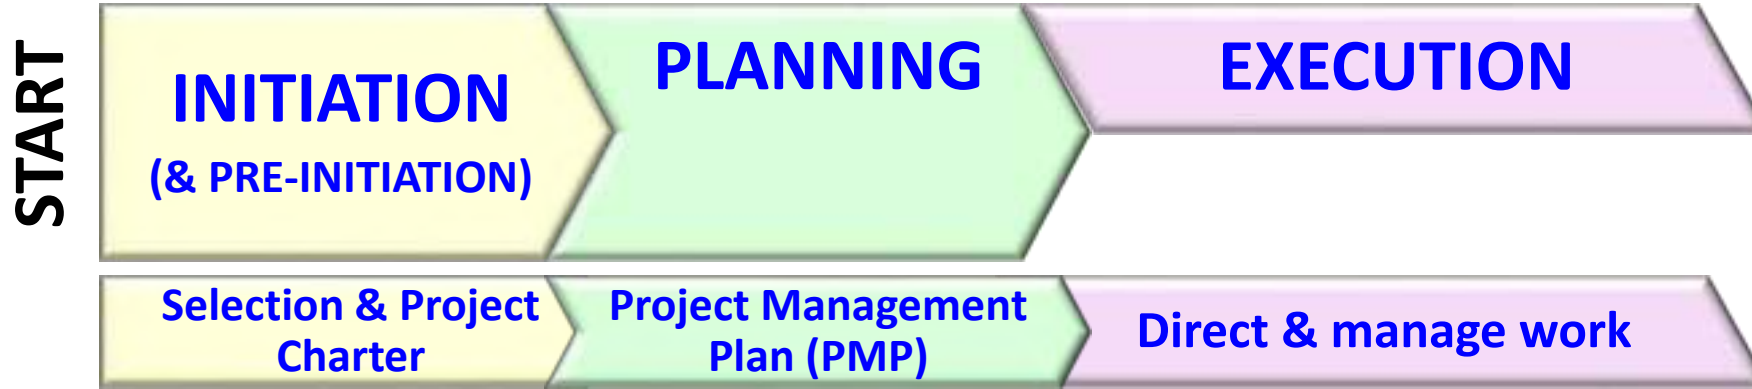 START
INITIATION
(& PRE-INITIATION)
PLANNING
EXECUTION
Selection & Project
Charter
Project Management
Plan (PMP)
Direct & manage work